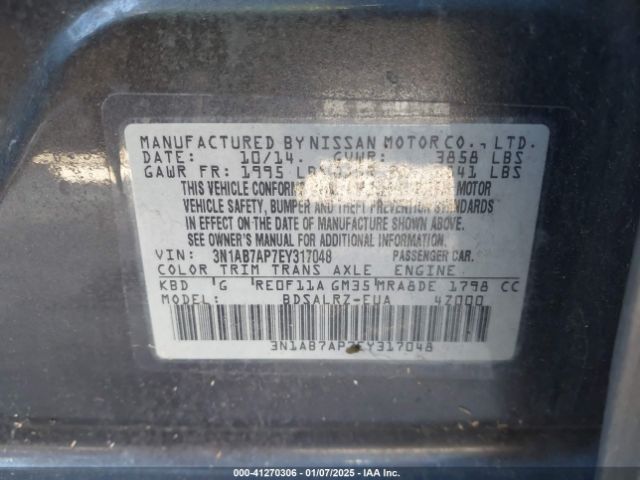 MANUFACTURED BY NISSAN MOTOR CO., LTD.
DATE: 10/14. GVWR: 3858 LBS
GAWR FR: 1995 LBS 41 LBS
THIS VEHICLE CONFORMS MOTOR
VEHICLE SAFETY, BUMPER AND THEFT PREVENTION STANDARDS
IN EFFECT ON THE DATE OF MANUFACTURE SHOWN ABOVE.
SEE OWNER'S MANUAL FOR ADDITIONAL INFORMATION.
VIN: 3N1AB7AP7EY317048 PASSENGER CAR.
COLOR TRIM TRANS AXLE ENGINE
KBD G RE0F11A GM35 MRA8DE 1798 CC
MODEL BDSALRZ-EUA 4Z000
3N1AB7AP7EY317048
000-41270306 - 01/07/2025 - IAA Inc.